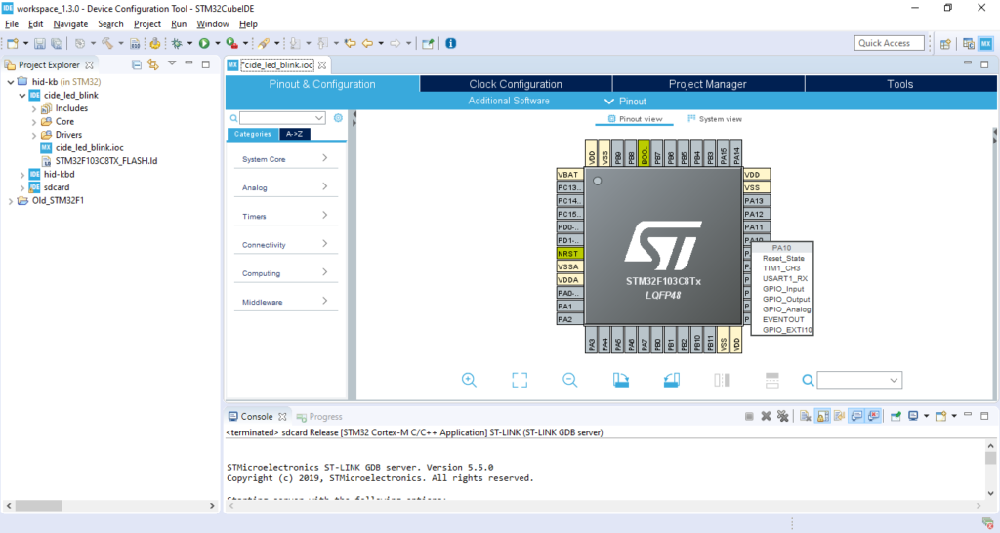 workspace_1.3.0 - Device Configuration Tool - STM32CubeIDE
File Edit Navigate Search Project Run Window Help
Quick Access
Project Explorer
hid-kb (in STM32)
cide_led_blink
Includes
Core
Drivers
cide_led_blink.ioc
STM32F103C8TX_FLASH.ld
hid-kbd
sdcard
Old_STM32F1
*cide_led_blink.ioc
Pinout & Configuration Clock Configuration Project Manager Tools
Additional Software Pinout
Pinout view System view
Categories A->Z
System Core
Analog
Timers
Connectivity
Computing
Middleware
VDD VSS PB9 PB8 BOO.. PB7 PB6 PB5 PB4 PB3 PA15 PA14
VBAT
PC13..
PC14..
PC15..
PD0-..
PD1-..
NRST
VSSA
VDDA
PA0-..
PA1
PA2
VDD
VSS
PA13
PA12
PA11
PA10
ST
STM32F103C8Tx
LQFP48
PA10
Reset_State
TIM1_CH3
USART1_RX
GPIO_Input
GPIO_Output
GPIO_Analog
EVENTOUT
GPIO_EXTI10
PA3 PA4 PA5 PA6 PA7 PB0 PB1 PB2 PB10 PB11 VSS VDD
Console Progress
<terminated> sdcard Release [STM32 Cortex-M C/C++ Application] ST-LINK (ST-LINK GDB server)
STMicroelectronics ST-LINK GDB server. Version 5.5.0
Copyright (c) 2019, STMicroelectronics. All rights reserved.
Starting server with the following options: